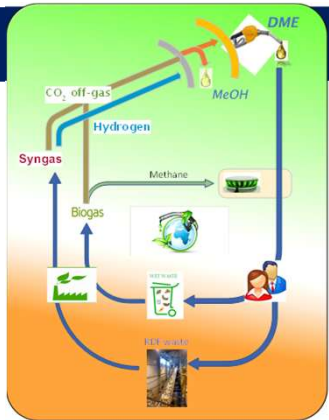 DME
MeOH
CO₂ off-gas
Hydrogen
Syngas
Methane
Biogas
RDF waste